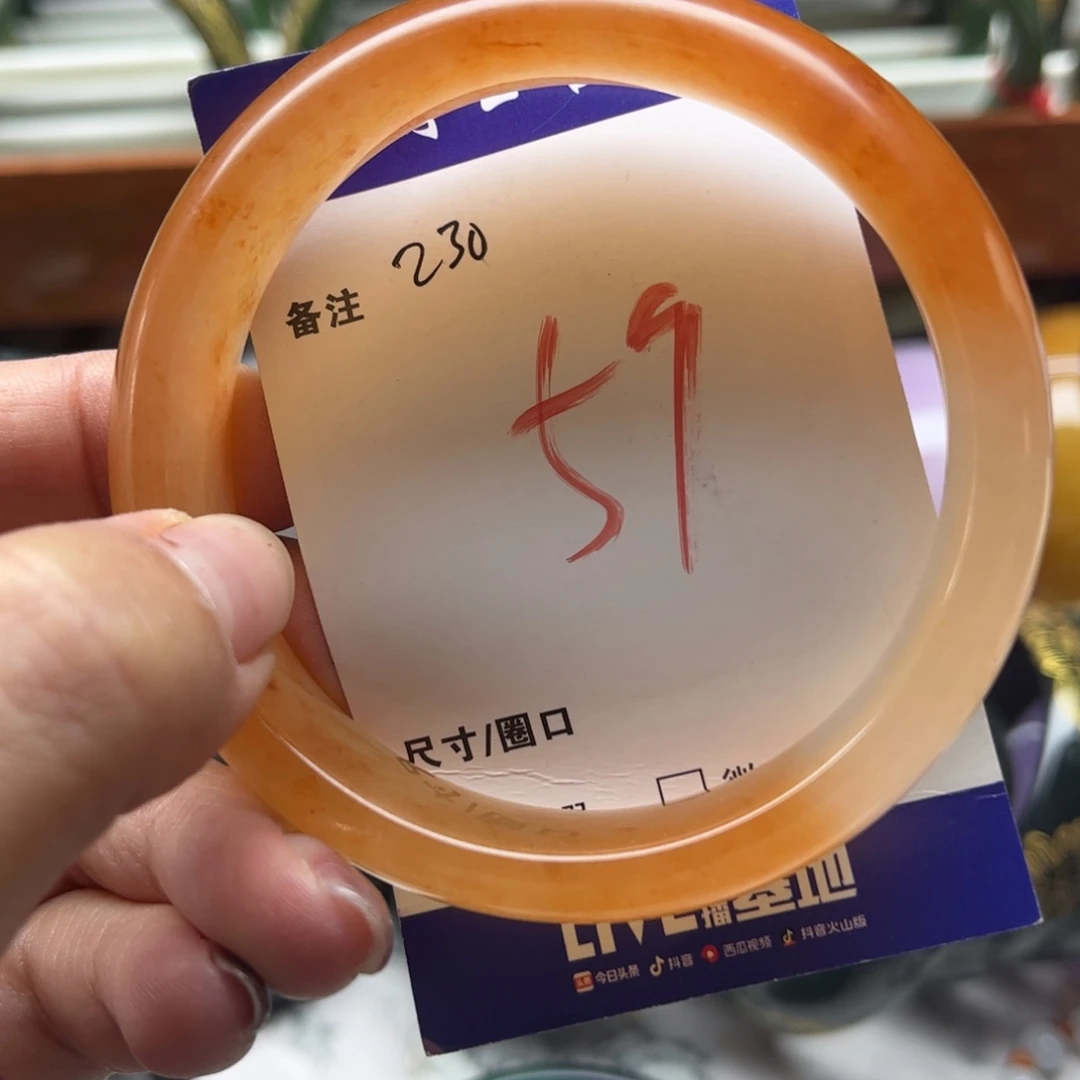 230
备注
59
尺寸/圈口
LIVE播基地
今日头条 抖音 西瓜视频 抖音火山版